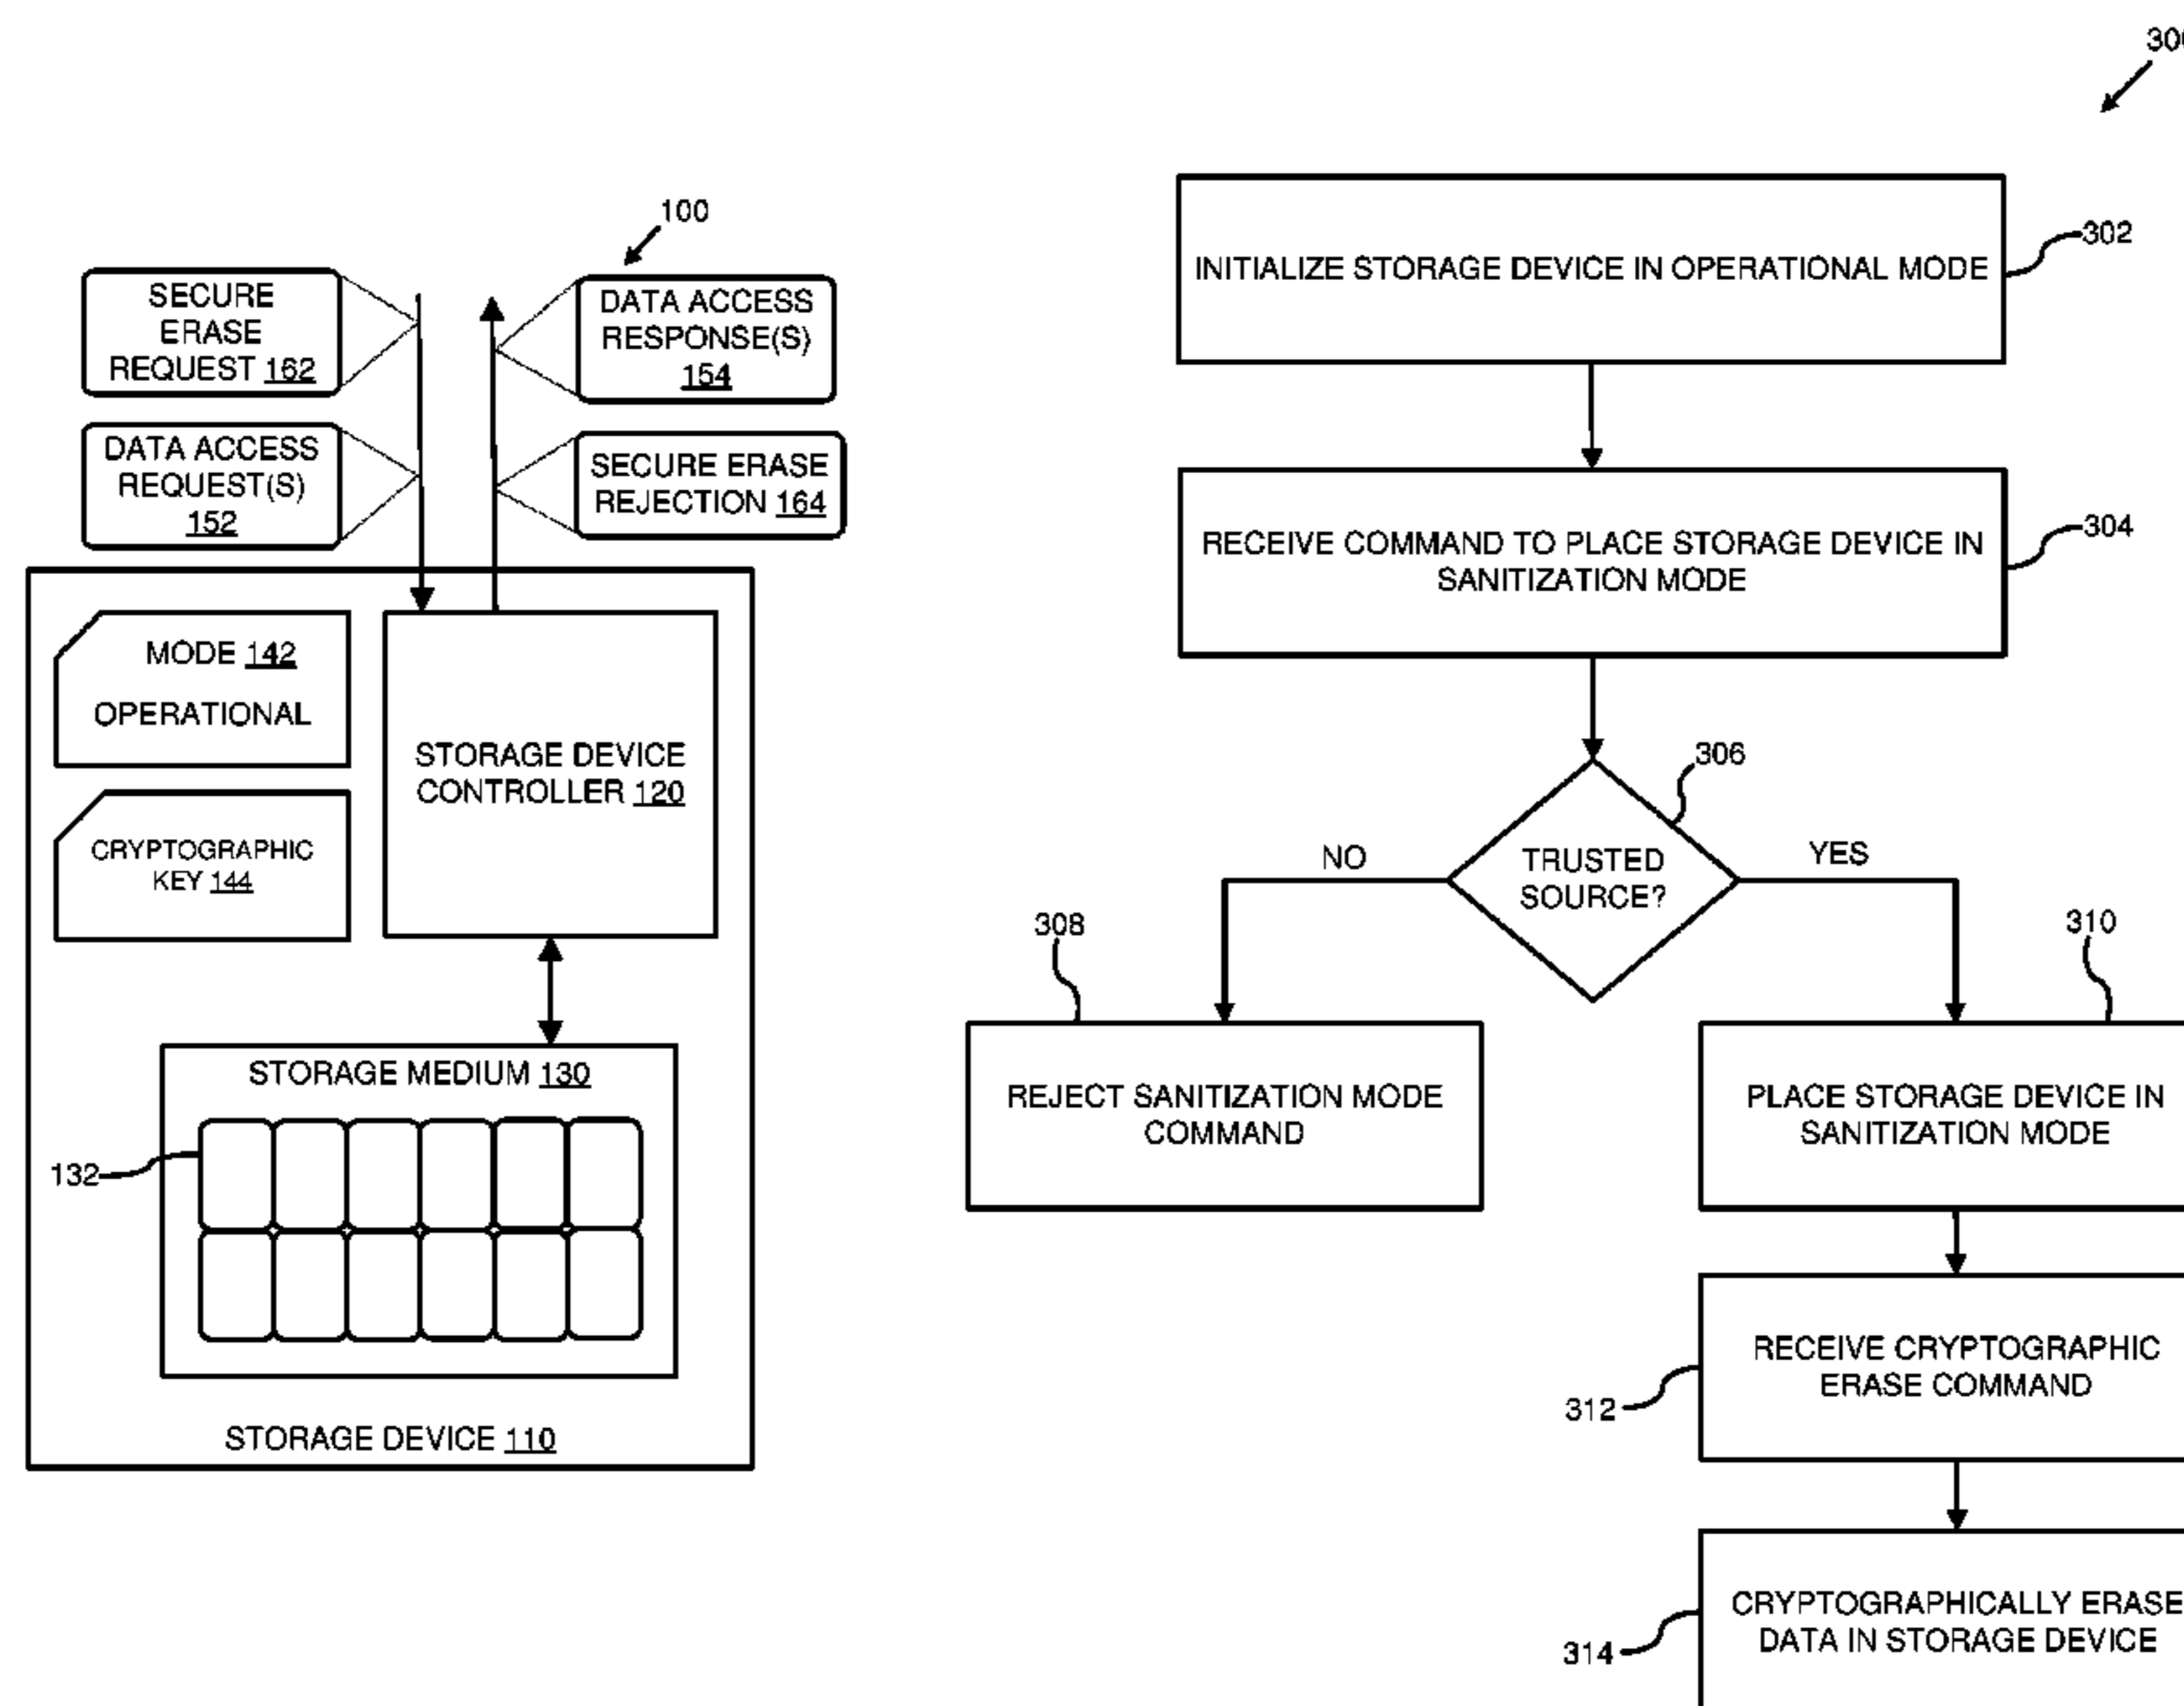 100
SECURE
ERASE
REQUEST 162
DATA ACCESS
RESPONSE(S)
154
DATA ACCESS
REQUEST(S)
152
SECURE ERASE
REJECTION 164
MODE 142
OPERATIONAL
STORAGE DEVICE
CONTROLLER 120
CRYPTOGRAPHIC
KEY 144
STORAGE MEDIUM 130
132
STORAGE DEVICE 110
INITIALIZE STORAGE DEVICE IN OPERATIONAL MODE
302
RECEIVE COMMAND TO PLACE STORAGE DEVICE IN
SANITIZATION MODE
304
306
TRUSTED
SOURCE?
NO
YES
308
REJECT SANITIZATION MODE
COMMAND
310
PLACE STORAGE DEVICE IN
SANITIZATION MODE
RECEIVE CRYPTOGRAPHIC
ERASE COMMAND
312
CRYPTOGRAPHICALLY ERASE
DATA IN STORAGE DEVICE
314